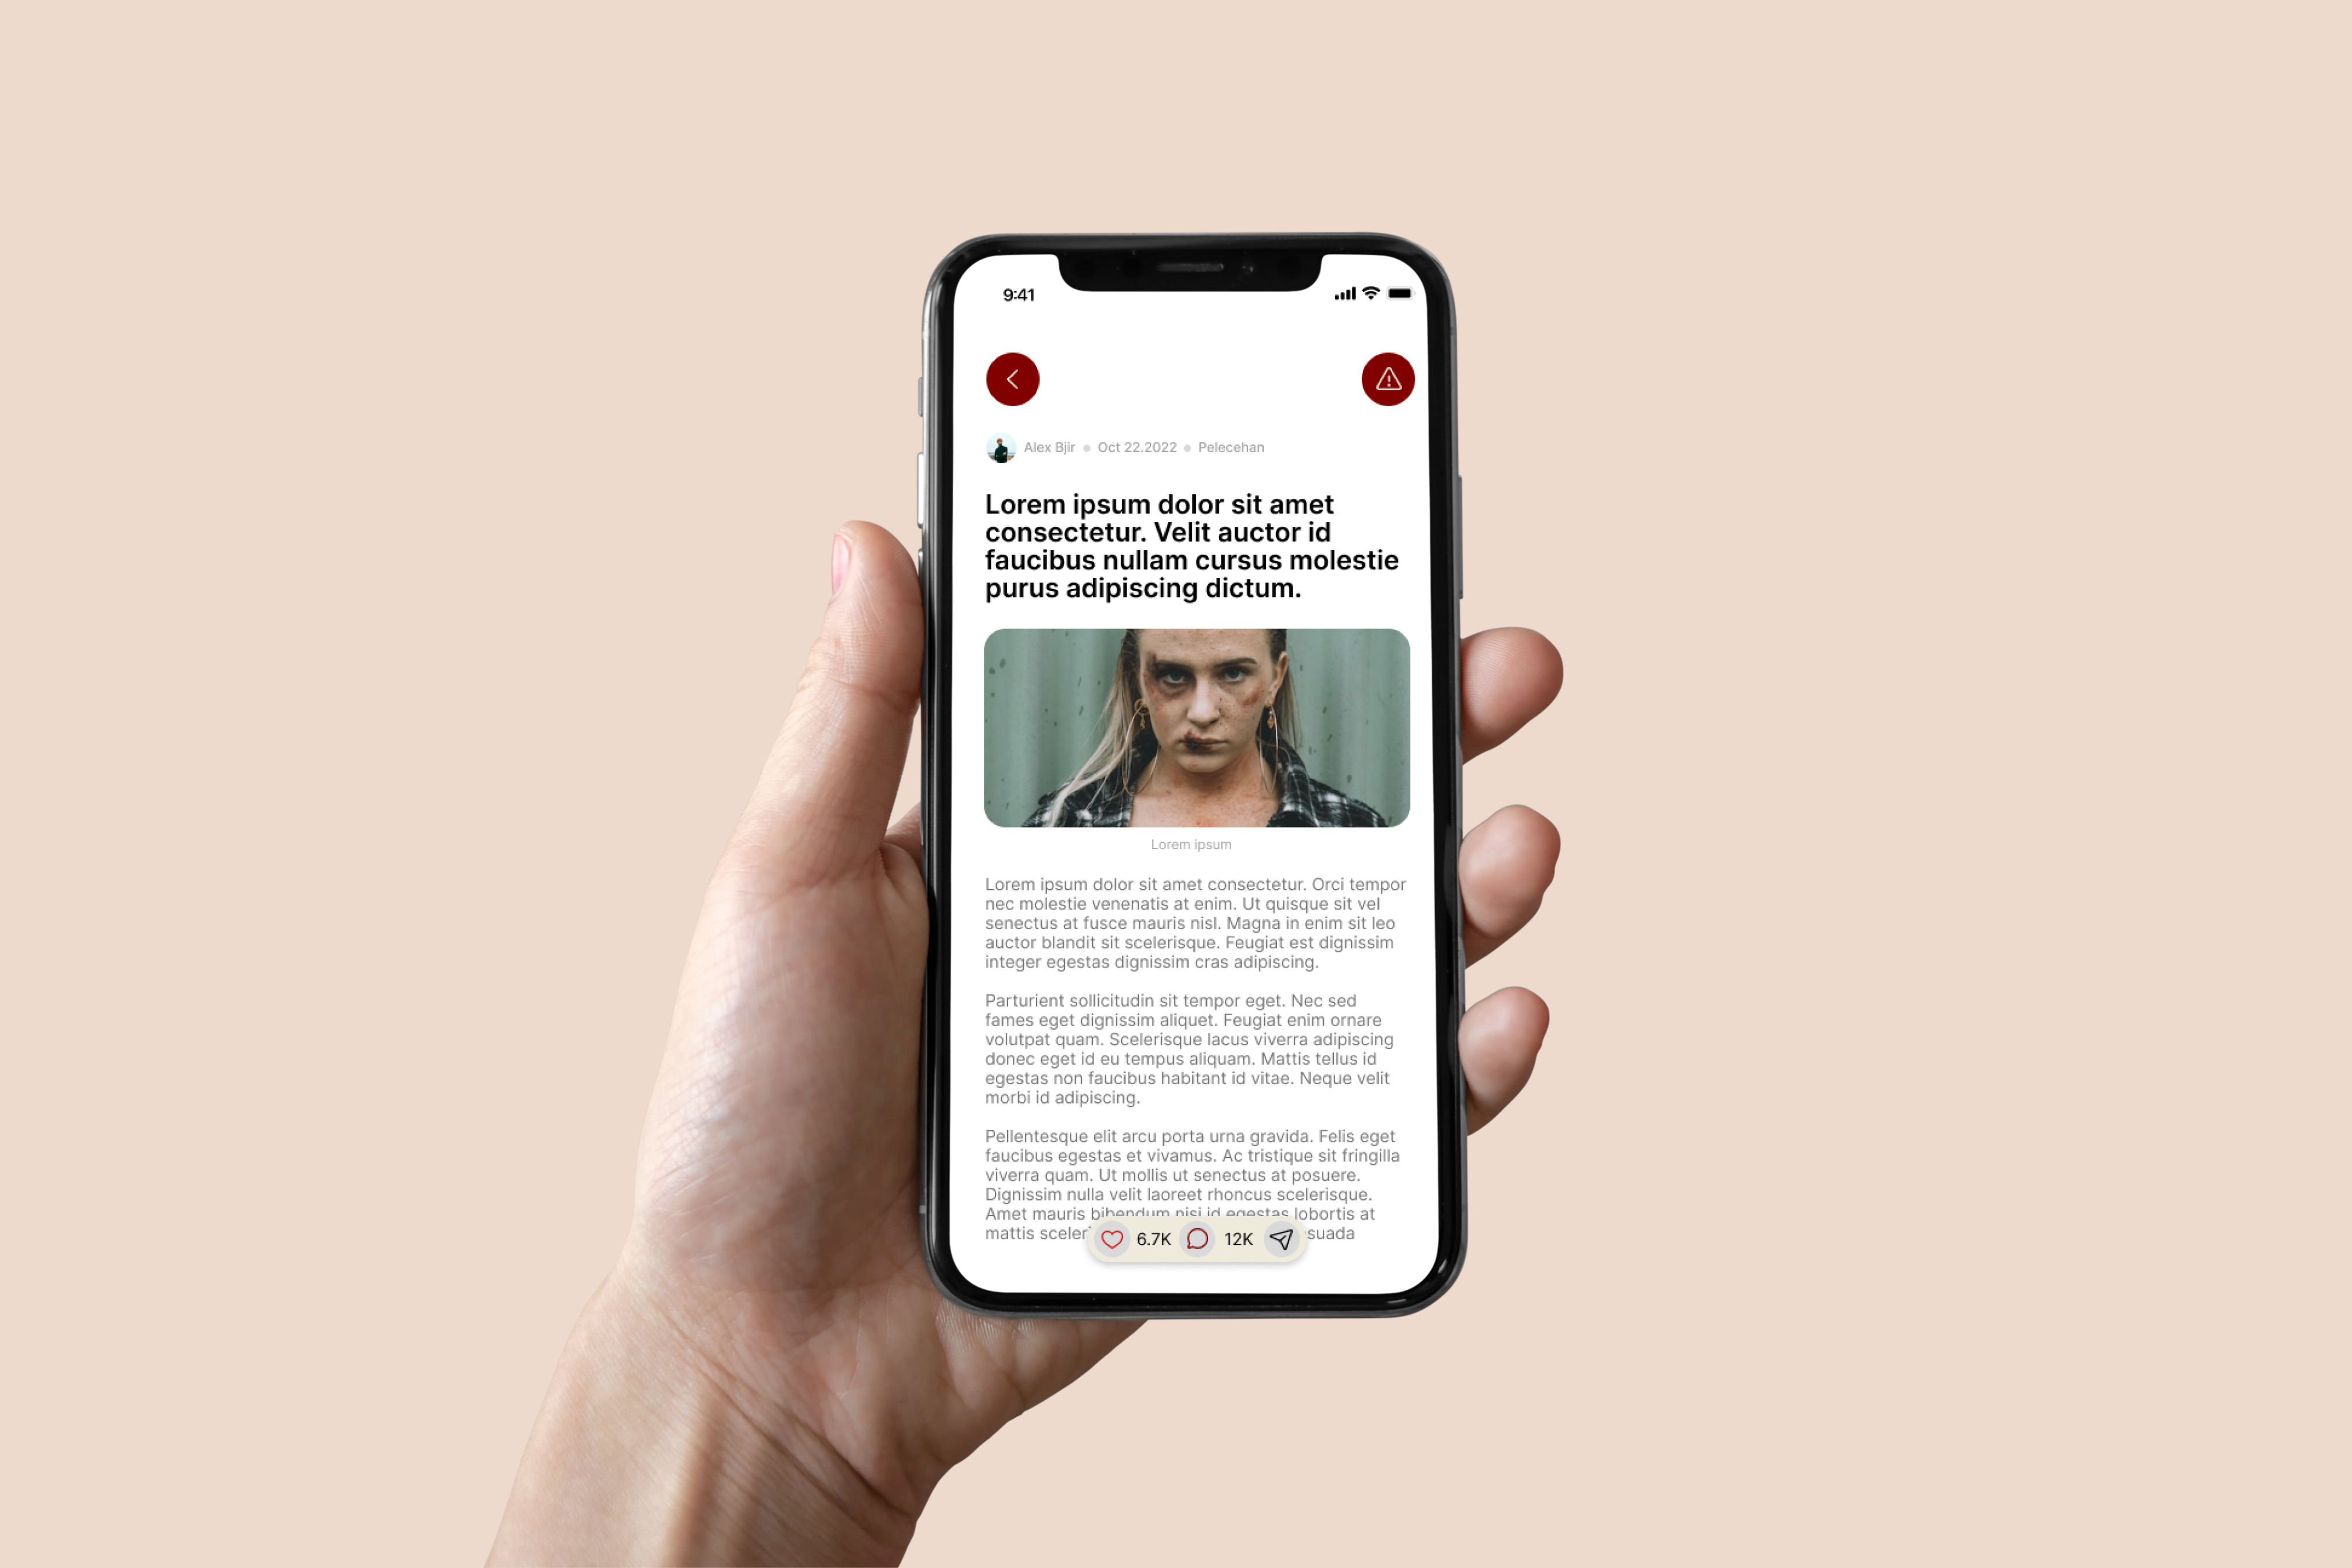 9:41
Alex Bjir • Oct 22.2022 • Pelecehan
Lorem ipsum dolor sit amet
consectetur. Velit auctor id
faucibus nullam cursus molestie
purus adipiscing dictum.
Lorem ipsum
Lorem ipsum dolor sit amet consectetur. Orci tempor
nec molestie venenatis at enim. Ut quisque sit vel
senectus at fusce mauris nisl. Magna in enim sit leo
auctor blandit sit scelerisque. Feugiat est dignissim
integer egestas dignissim cras adipiscing.
Parturient sollicitudin sit tempor eget. Nec sed
fames eget dignissim aliquet. Feugiat enim ornare
volutpat quam. Scelerisque lacus viverra adipiscing
donec eget id eu tempus aliquam. Mattis tellus id
egestas non faucibus habitant id vitae. Neque velit
morbi id adipiscing.
Pellentesque elit arcu porta urna gravida. Felis eget
faucibus egestas et vivamus. Ac tristique sit fringilla
viverra quam. Ut mollis ut senectus at posuere.
Dignissim nulla velit laoreet rhoncus scelerisque.
Amet mauris bibendum nisi id egestas lobortis at
mattis
6.7K 12K